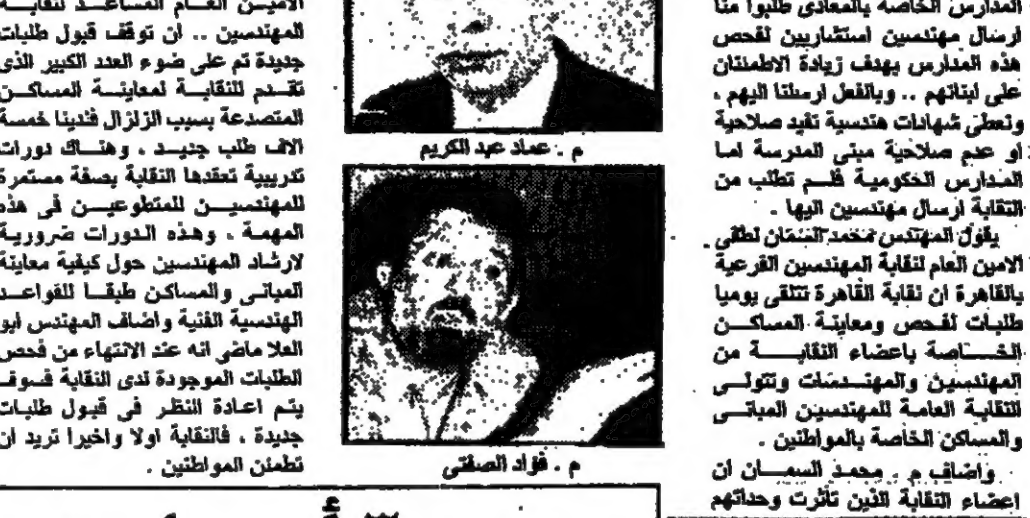 المدارس الخاصة بالمعادى طلبوا منا
ارسال مهندسين استشاريين لفحص
هذه المدارس بهدف زيادة الاطمئنان
على ابنائهم .. وبالفعل ارسلنا اليهم ،
ونعطى شهادات هندسية تفيد صلاحية
او عدم صلاحية مبنى المدرسة اما
المدارس الحكومية فلم تطلب من
النقابة ارسال مهندسين اليها .
يقول المهندس محمد السمان لطفى
الامين العام لنقابة المهندسين الفرعية
بالقاهرة ان نقابة القاهرة تتلقى يوميا
طلبات لفحص ومعاينة المساكن
الخاصة باعضاء النقابة من
المهندسين والمهندسات وتتولى
النقابة العامة للمهندسين المبانى
والمساكن الخاصة بالمواطنين .
واضاف م . محمد السمان ان
اعضاء النقابة الذين تأثرت وحداتهم
م . عماد عبد الكريم
م . فؤاد الصفتى
الامين العام المساعد لنقابة
المهندسين .. ان توقف قبول طلبات
جديدة تم على ضوء العدد الكبير الذى
تقدم للنقابة لمعاينة المساكن
المتصدعة بسبب الزلزال فلدينا خمسة
الاف طلب جديد ، وهناك دورات
تدريبية تعقدها النقابة بصفة مستمرة
للمهندسين للمتطوعين فى هذه
المهمة ، وهذه الدورات ضرورية
لارشاد المهندسين حول كيفية معاينة
المبانى والمساكن طبقا للقواعد
الهندسية الفنية واضاف المهندس ابو
العلا ماضى انه عند الانتهاء من فحص
الطلبات الموجودة لدى النقابة فسوف
يتم اعادة النظر فى قبول طلبات
جديدة ، فالنقابة اولا واخيرا تريد ان
تطمئن المواطنين .